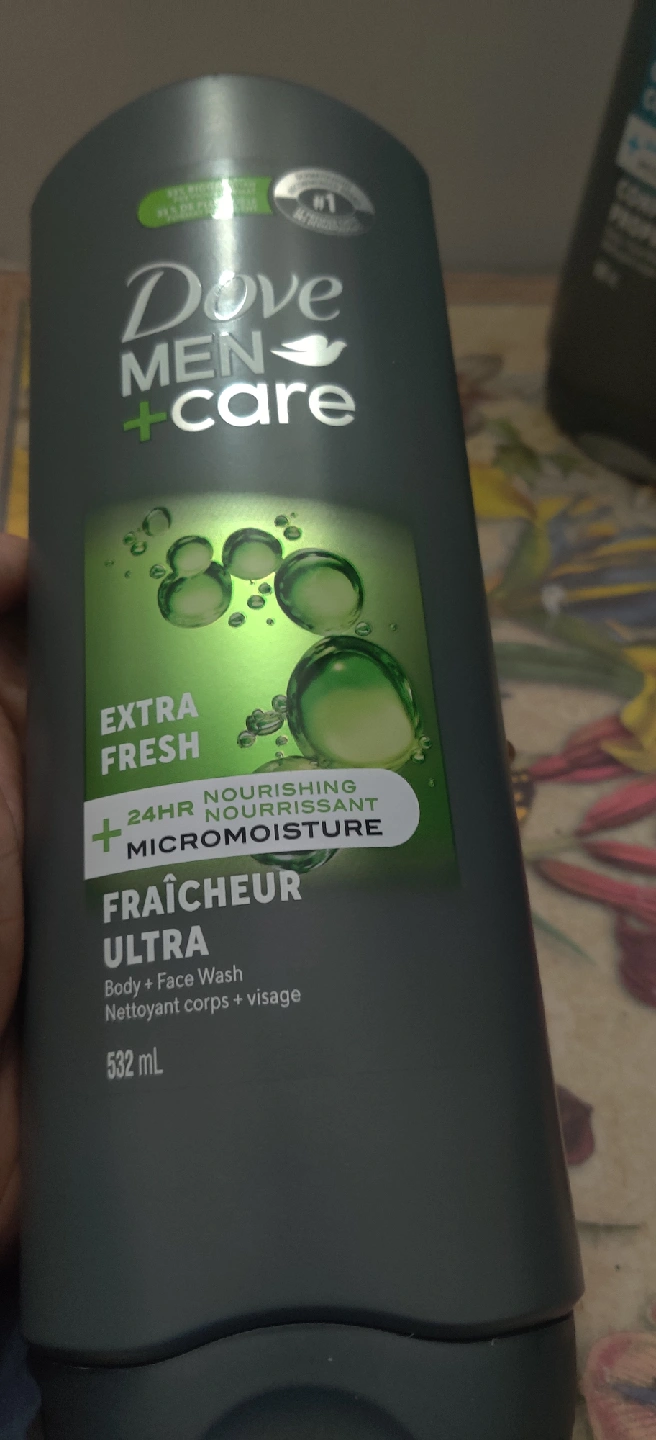 #1
Dove
MEN
+care
EXTRA
FRESH
+ 24HR NOURISHING
NOURRISSANT
MICROMOISTURE
FRAÎCHEUR
ULTRA
Body + Face Wash
Nettoyant corps + visage
532 mL